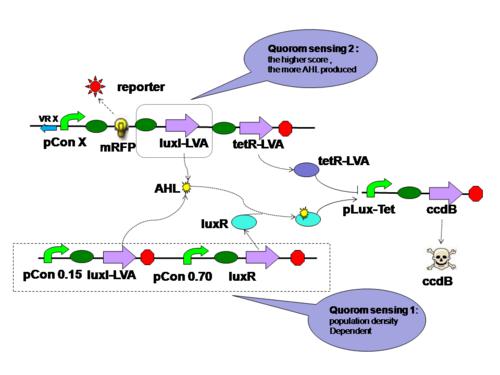 Quorom sensing 2 :
the higher score ,
the more AHL produced
reporter
VR X
pCon X
mRFP
luxI-LVA
tetR-LVA
tetR-LVA
AHL
luxR
pLux-Tet
ccdB
pCon 0.15
luxI-LVA
pCon 0.70
luxR
ccdB
Quorom sensing 1 :
population density
Dependent